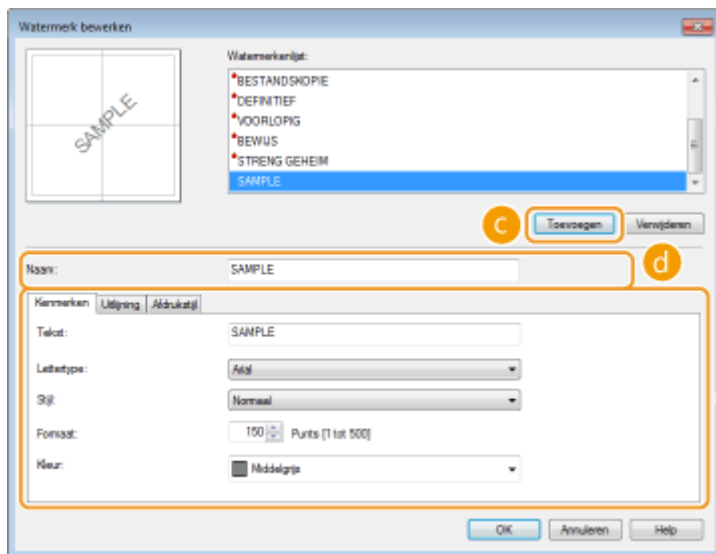 Watermerk bewerken
Watermerkenlijst:
SAMPLE
*BESTANDSKOPIE
*DEFINITIEF
*VOORLOPIG
*BEWIJS
*STRENG GEHEIM
SAMPLE
c
Toevoegen
Verwijderen
d
Naam:
SAMPLE
Kenmerken Uitlijning Afdrukstijl
Tekst:
SAMPLE
Lettertype:
Arial
Stijl:
Normaal
Formaat:
150 Punts [1 tot 500]
Kleur:
Middelgrijs
OK Annuleren Help